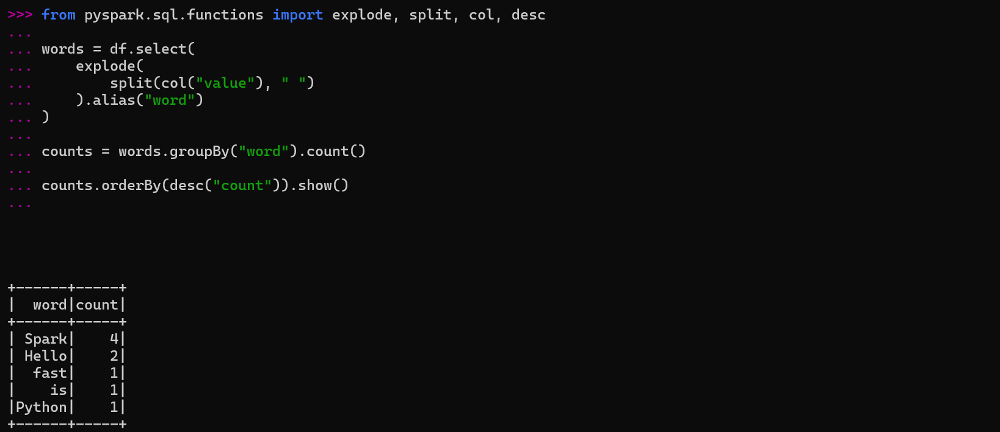 >>> from pyspark.sql.functions import explode, split, col, desc
...
... words = df.select(
...     explode(
...         split(col("value"), " ")
...     ).alias("word")
... )
...
... counts = words.groupBy("word").count()
...
... counts.orderBy(desc("count")).show()
...
+------+-----+
|  word|count|
+------+-----+
| Spark|    4|
| Hello|    2|
|  fast|    1|
|    is|    1|
|Python|    1|
+------+-----+